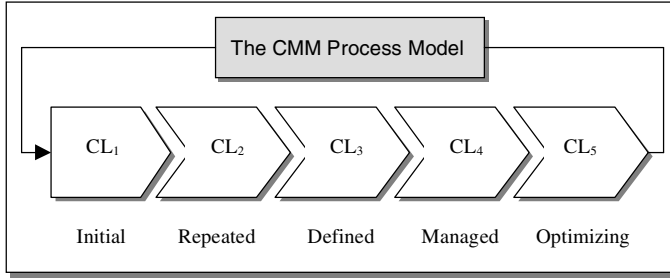 The CMM Process Model
CL₁ CL₂ CL₃ CL₄ CL₅
Initial Repeated Defined Managed Optimizing